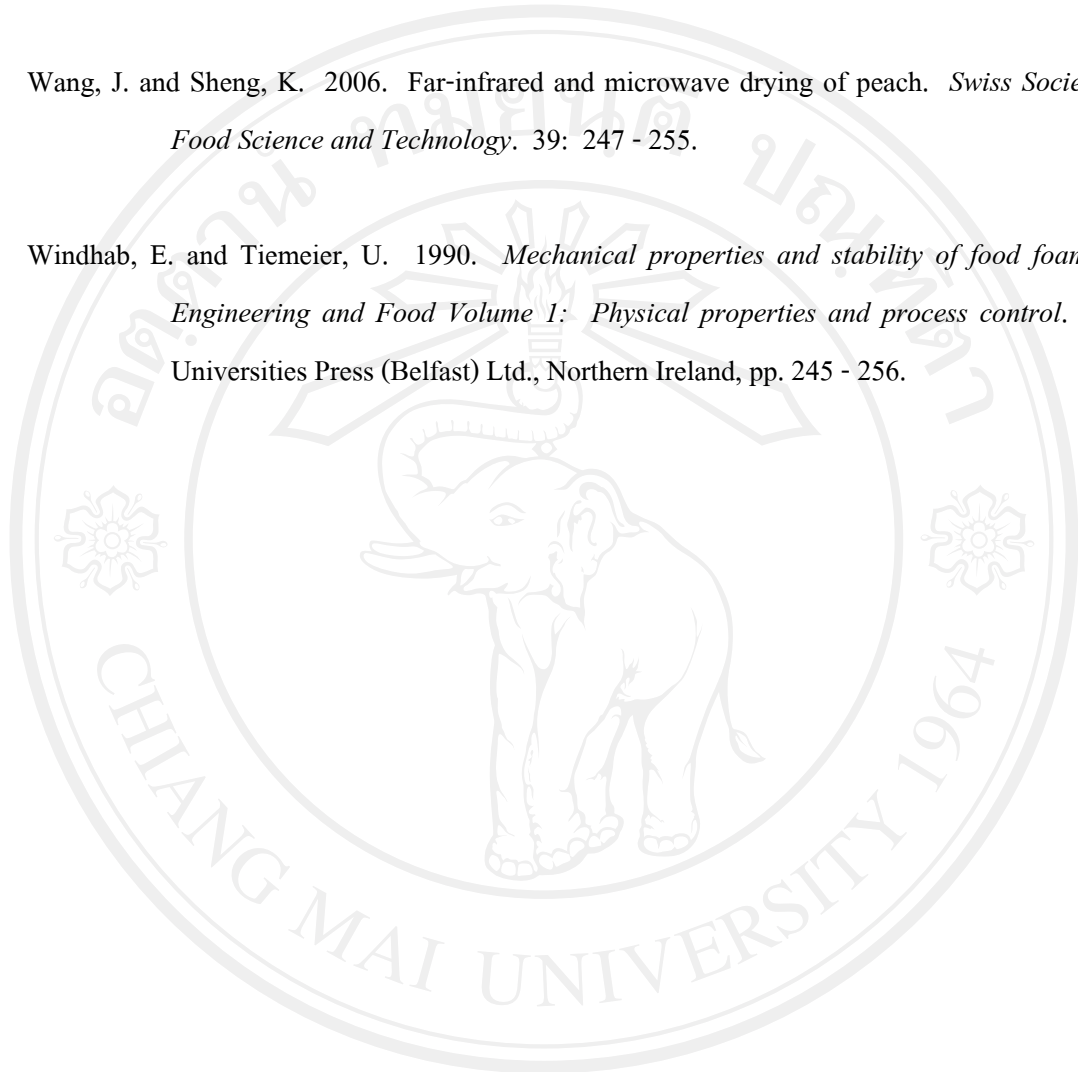 Wang, J. and Sheng, K. 2006. Far-infrared and microwave drying of peach. Swiss
Food Science and Technology. 39: 247 - 255.
Windhab, E. and Tiemeier, U. 1990. Mechanical properties and stability of food
Engineering and Food Volume 1: Physical properties and process control.
Universities Press (Belfast) Ltd., Northern Ireland, pp. 245 - 256.
CHIANG MAI UNIVERSITY 1964